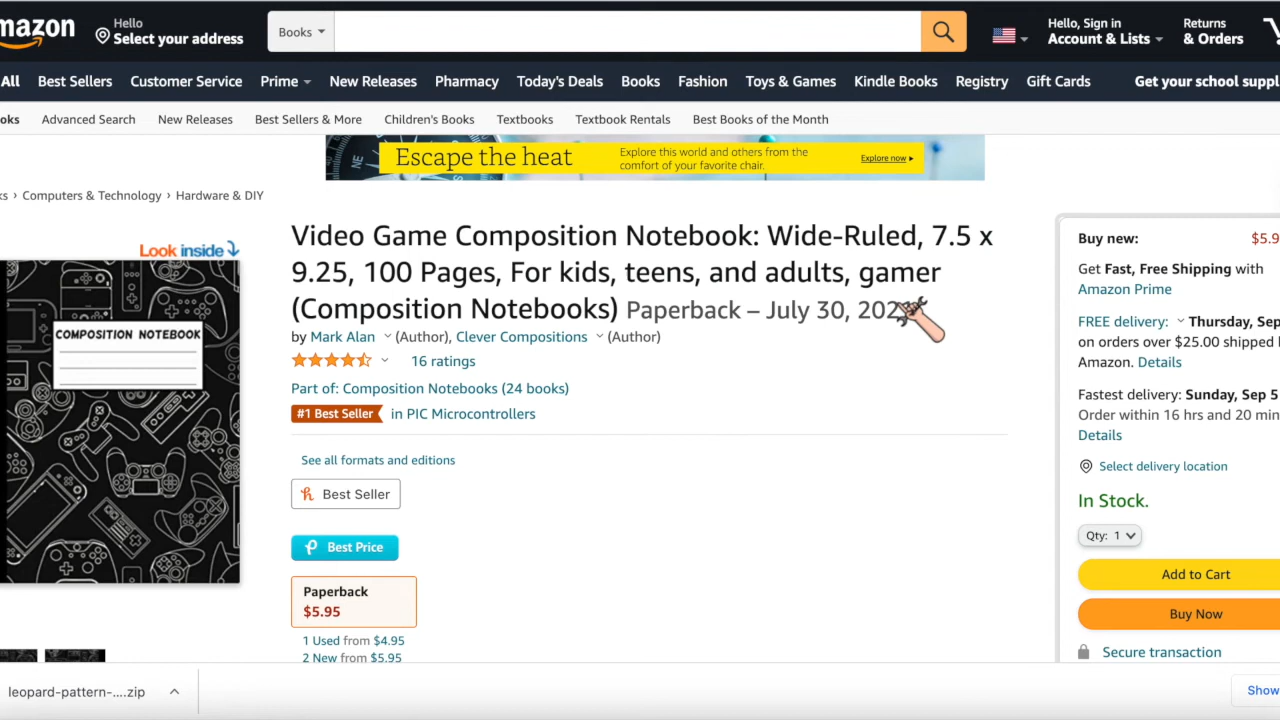 mazon
Hello
Select your address
Books
Hello, Sign in
Account & Lists
Returns
& Orders
All Best Sellers Customer Service Prime New Releases Pharmacy Today's Deals Books Fashion Toys & Games Kindle Books Registry Gift Cards Get your school suppl
oks Advanced Search New Releases Best Sellers & More Children's Books Textbooks Textbook Rentals Best Books of the Month
NE
Escape the heat
Explore this world and others from the
comfort of your favorite chair.
Explore now
ks › Computers & Technology › Hardware & DIY
Look inside
COMPOSITION NOTEBOOK
Video Game Composition Notebook: Wide-Ruled, 7.5 x
9.25, 100 Pages, For kids, teens, and adults, gamer
(Composition Notebooks) Paperback – July 30, 202
by Mark Alan (Author), Clever Compositions (Author)
16 ratings
Part of: Composition Notebooks (24 books)
#1 Best Seller in PIC Microcontrollers
See all formats and editions
Best Seller
Best Price
Paperback
$5.95
1 Used from $4.95
2 New from $5.95
Buy new: $5.9
Get Fast, Free Shipping with
Amazon Prime
FREE delivery: Thursday, Sep
on orders over $25.00 shipped
Amazon. Details
Fastest delivery: Sunday, Sep 5
Order within 16 hrs and 20 min
Details
Select delivery location
In Stock.
Qty: 1
Add to Cart
Buy Now
Secure transaction
leopard-pattern-....zip
Show